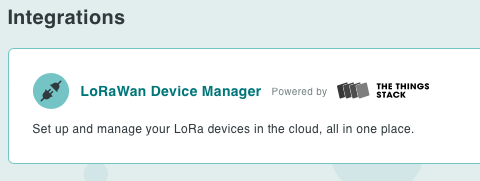 Integrations
LoRaWan Device Manager Powered by THE THINGS STACK
Set up and manage your LoRa devices in the cloud, all in one place.